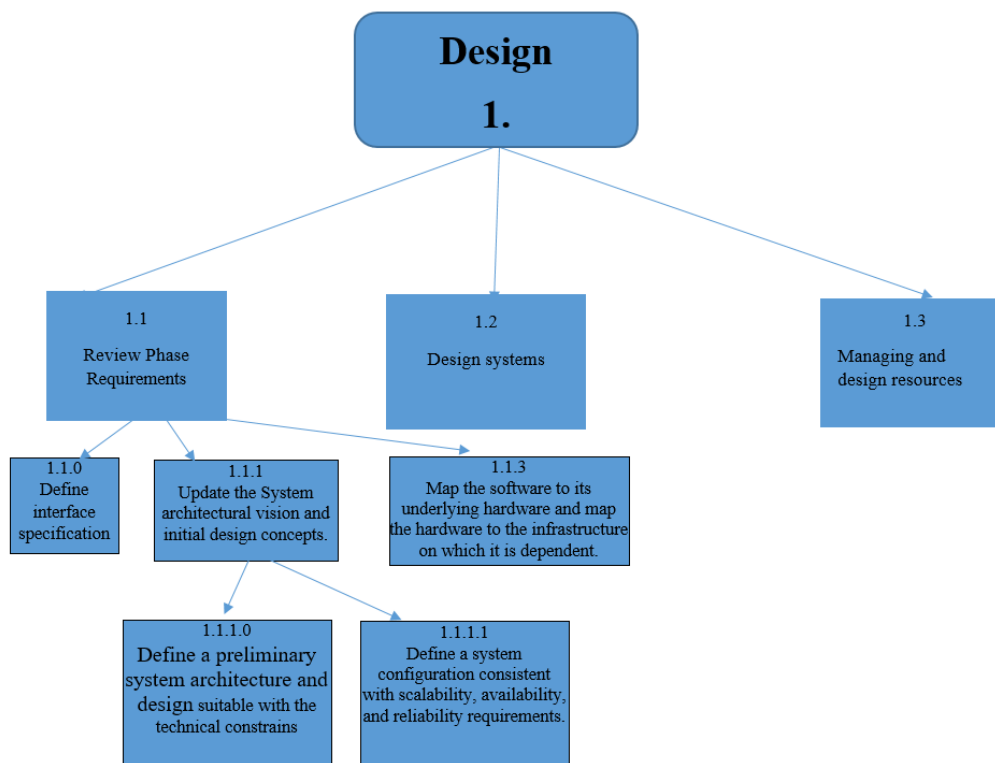 Design
1.
1.1
Review Phase
Requirements
1.2
Design systems
1.3
Managing and
design resources
1.1.0
Define
interface
specification
1.1.1
Update the System
architectural vision and
initial design concepts.
1.1.3
Map the software to its
underlying hardware and map
the hardware to the infrastructure
on which it is dependent.
1.1.1.0
Define a preliminary
system architecture and
design suitable with the
technical constrains
1.1.1.1
Define a system
configuration consistent
with scalability, availability,
and reliability requirements.